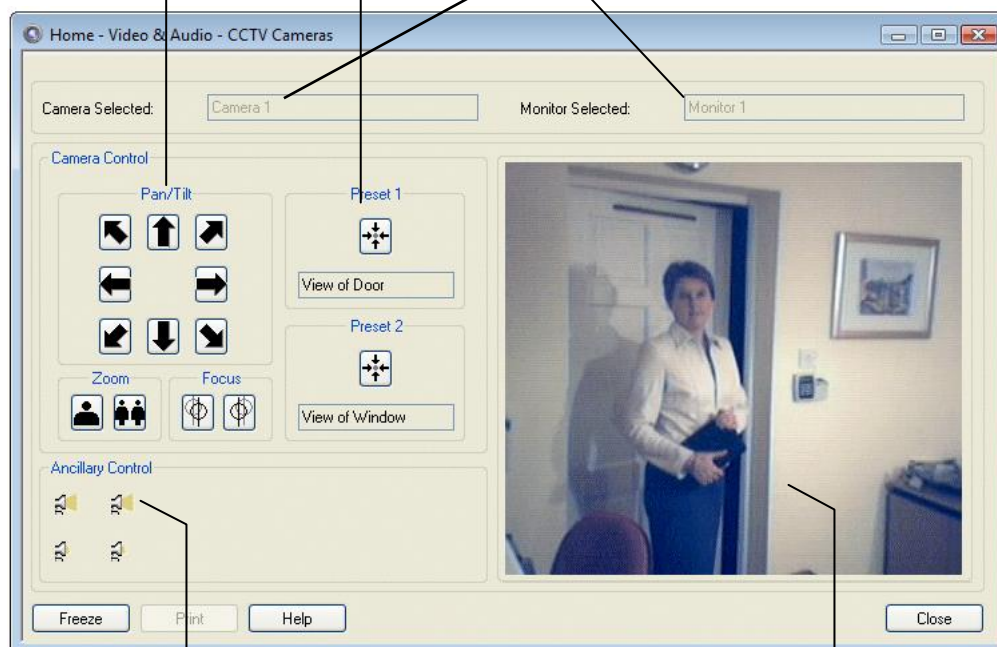 Home - Video & Audio - CCTV Cameras
Camera Selected: Camera 1 Monitor Selected: Monitor 1
Camera Control
Pan/Tilt
Preset 1
View of Door
Preset 2
Zoom Focus
View of Window
Ancillary Control
Freeze Print Help Close